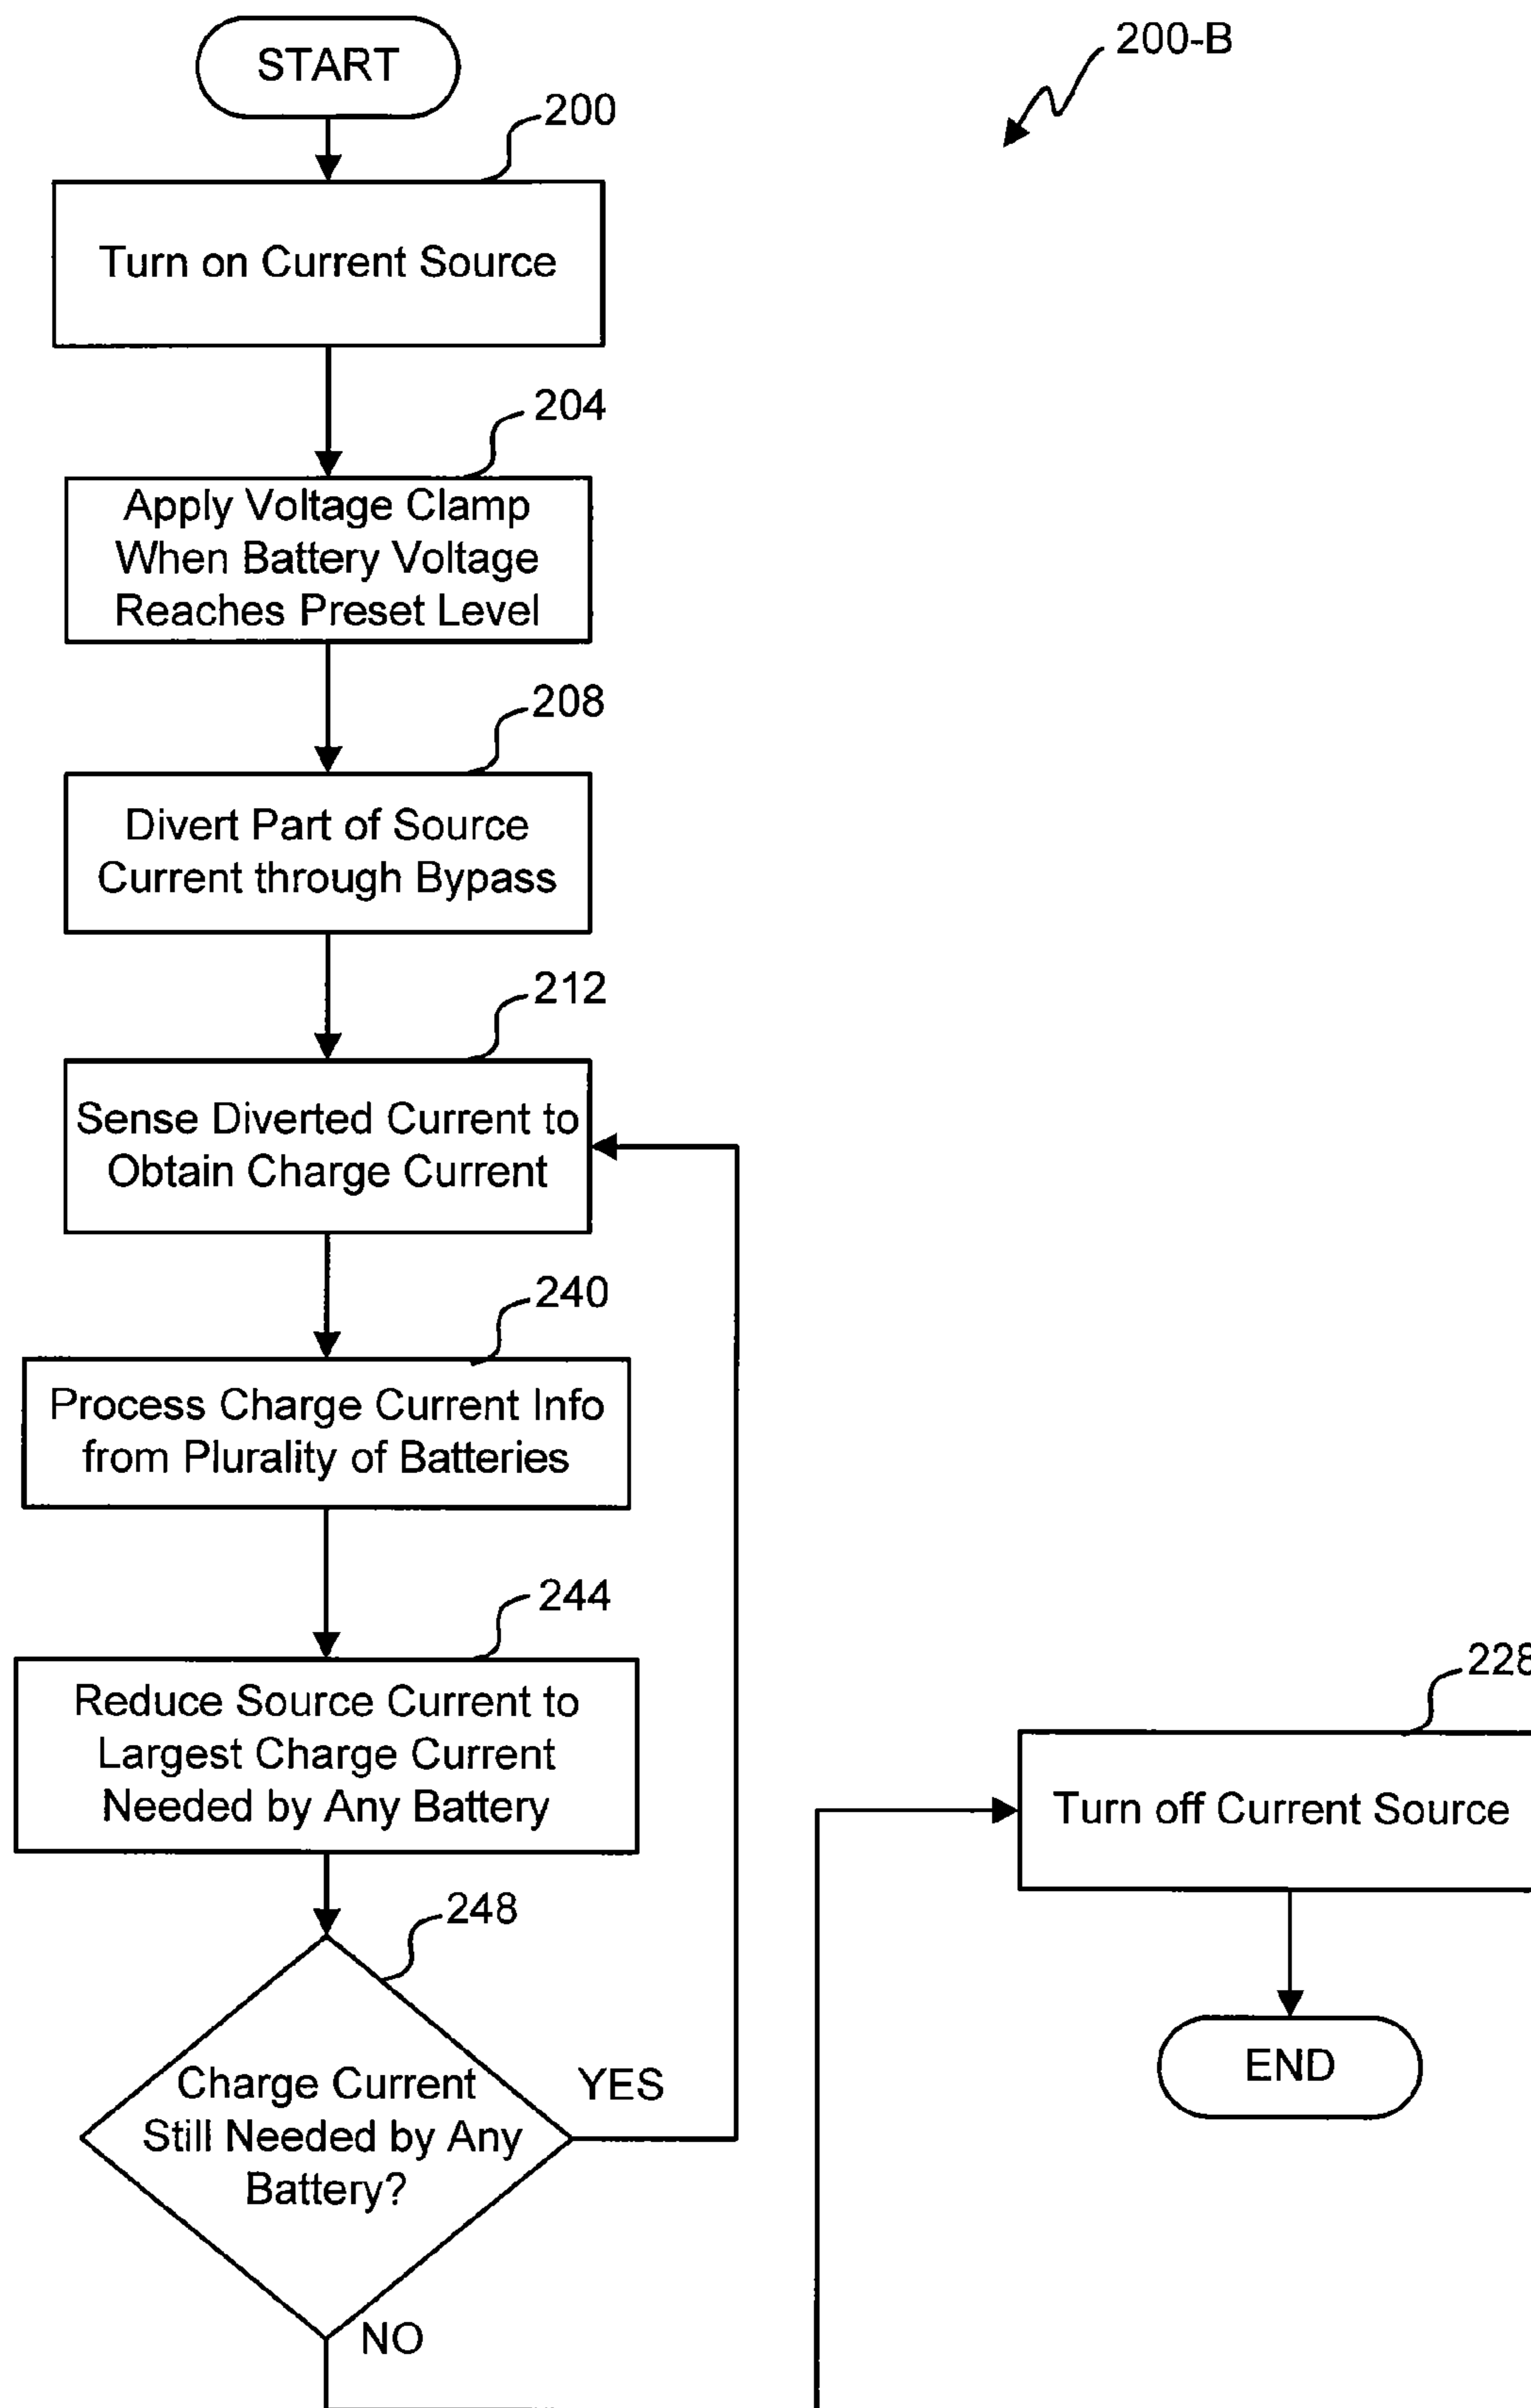 START
200-B
200
Turn on Current Source
204
Apply Voltage Clamp
When Battery Voltage
Reaches Preset Level
208
Divert Part of Source
Current through Bypass
212
Sense Diverted Current to
Obtain Charge Current
240
Process Charge Current Info
from Plurality of Batteries
244
Reduce Source Current to
Largest Charge Current
Needed by Any Battery
248
Charge Current
Still Needed by Any
Battery?
YES
NO
228
Turn off Current Source
END